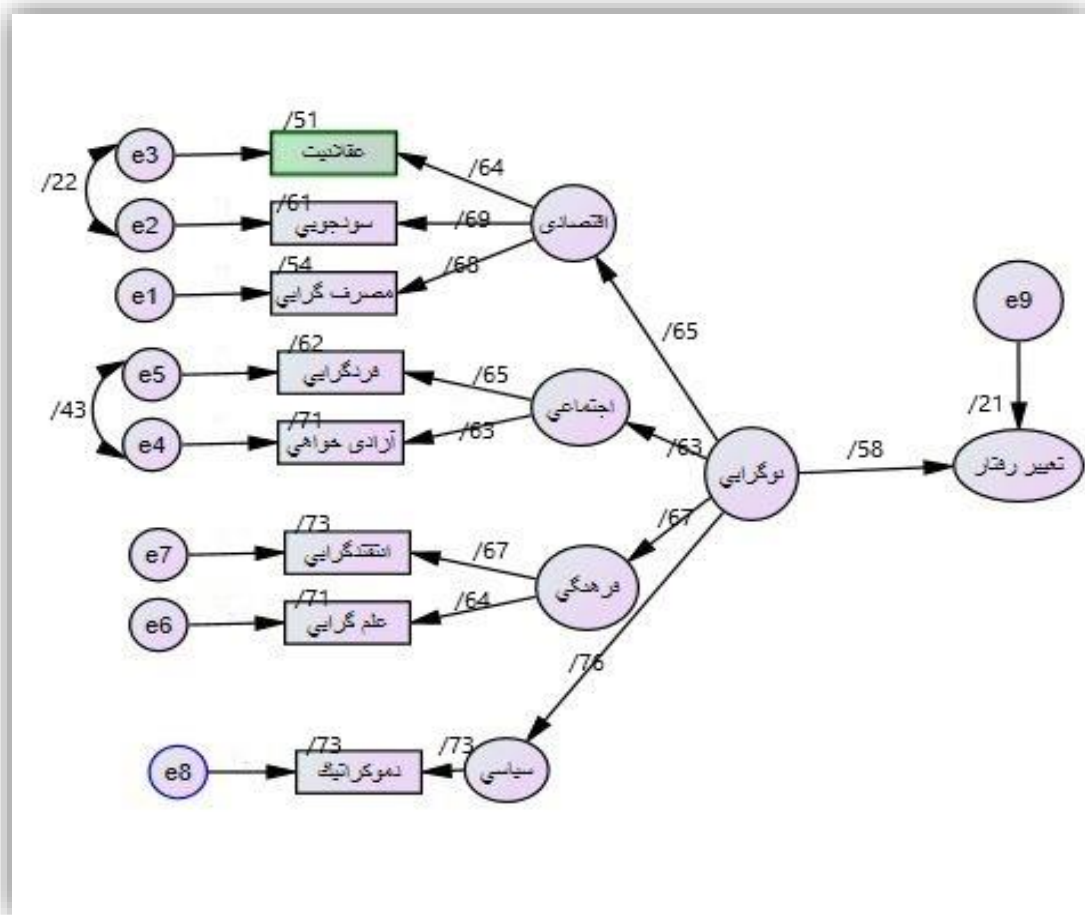 /51
e3
عقلانیت
/64
/22
/61
e2
سودجویی
/69
اقتصادی
/54
e1
مصرف گرایی
/68
e9
/65
/62
e5
فردگرایی
/65
/43
/71
e4
آزادی خواهی
/63
اجتماعی
/63
/21
نوگرایی
/58
تغییر رفتار
/67
/73
e7
انتقادگرایی
/67
فرهنگی
/71
e6
علم گرایی
/64
/76
/73
e8
دموکراتیک
/73
سیاسی